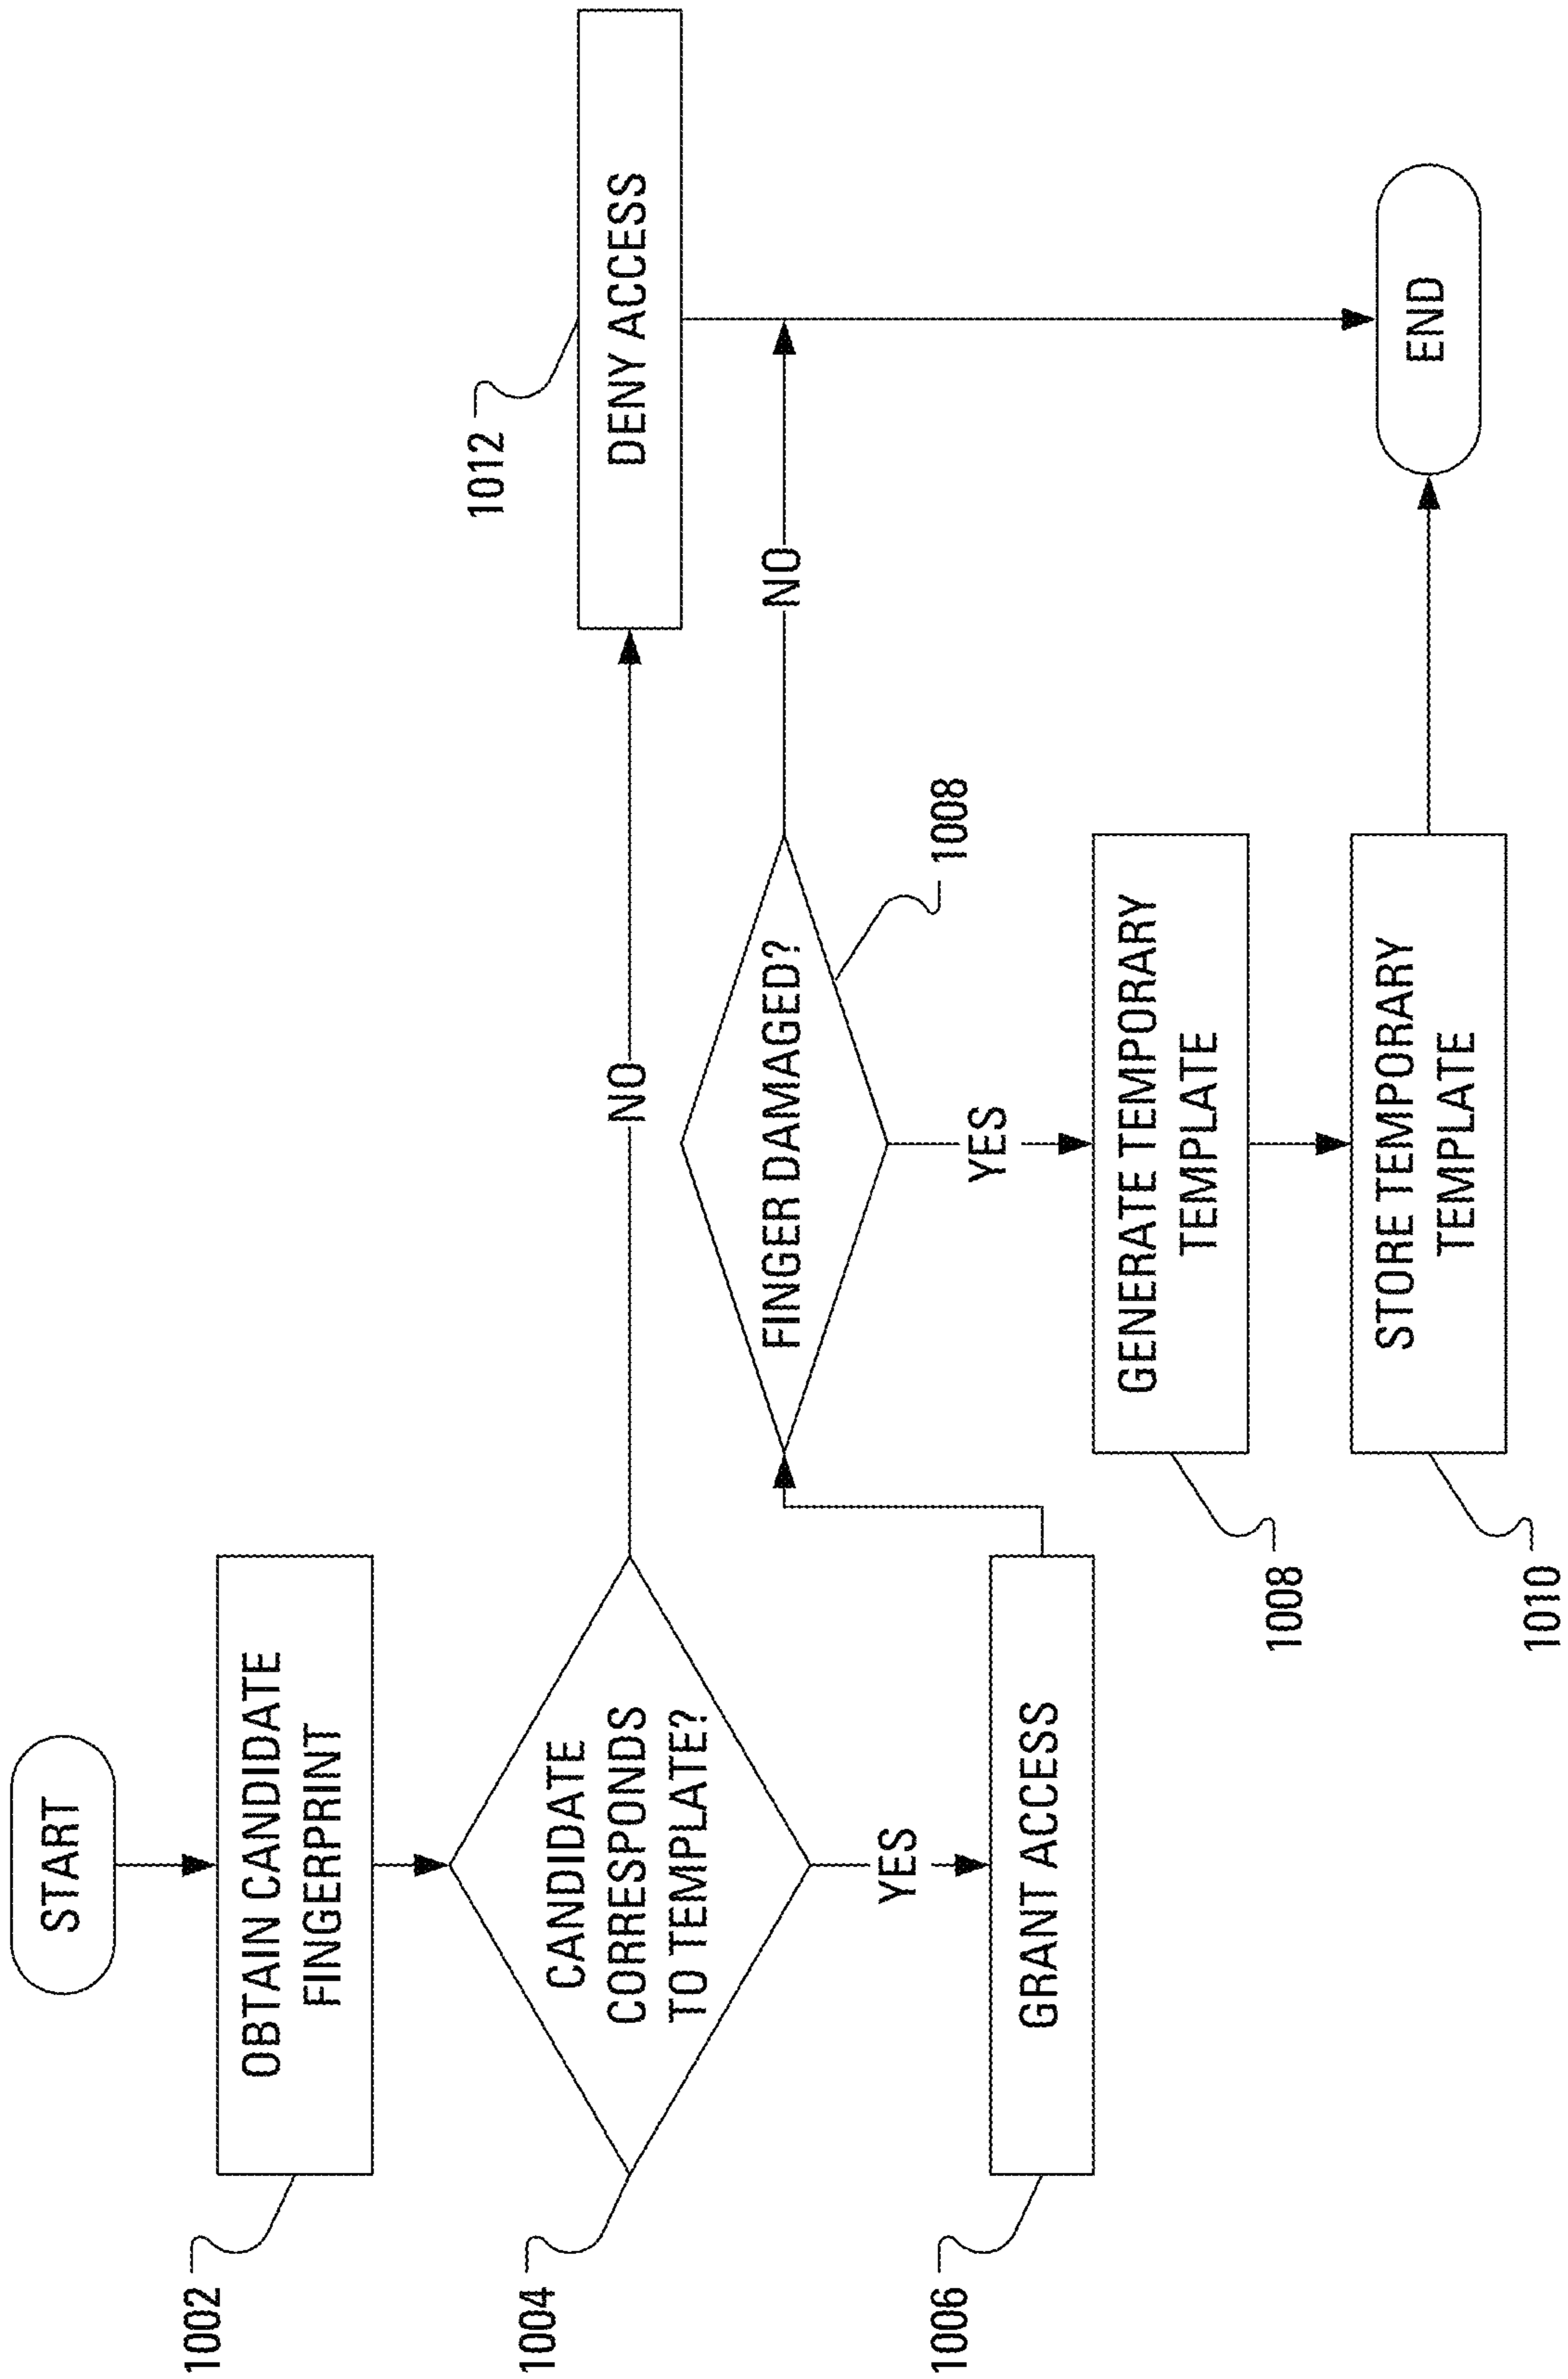 START
1002
OBTAIN CANDIDATE
FINGERPRINT
1004
CANDIDATE
CORRESPONDS
TO TEMPLATE?
NO
1012
DENY ACCESS
YES
1006
GRANT ACCESS
FINGER DAMAGED?
NO
1008
YES
1008
GENERATE TEMPORARY
TEMPLATE
1010
STORE TEMPORARY
TEMPLATE
END